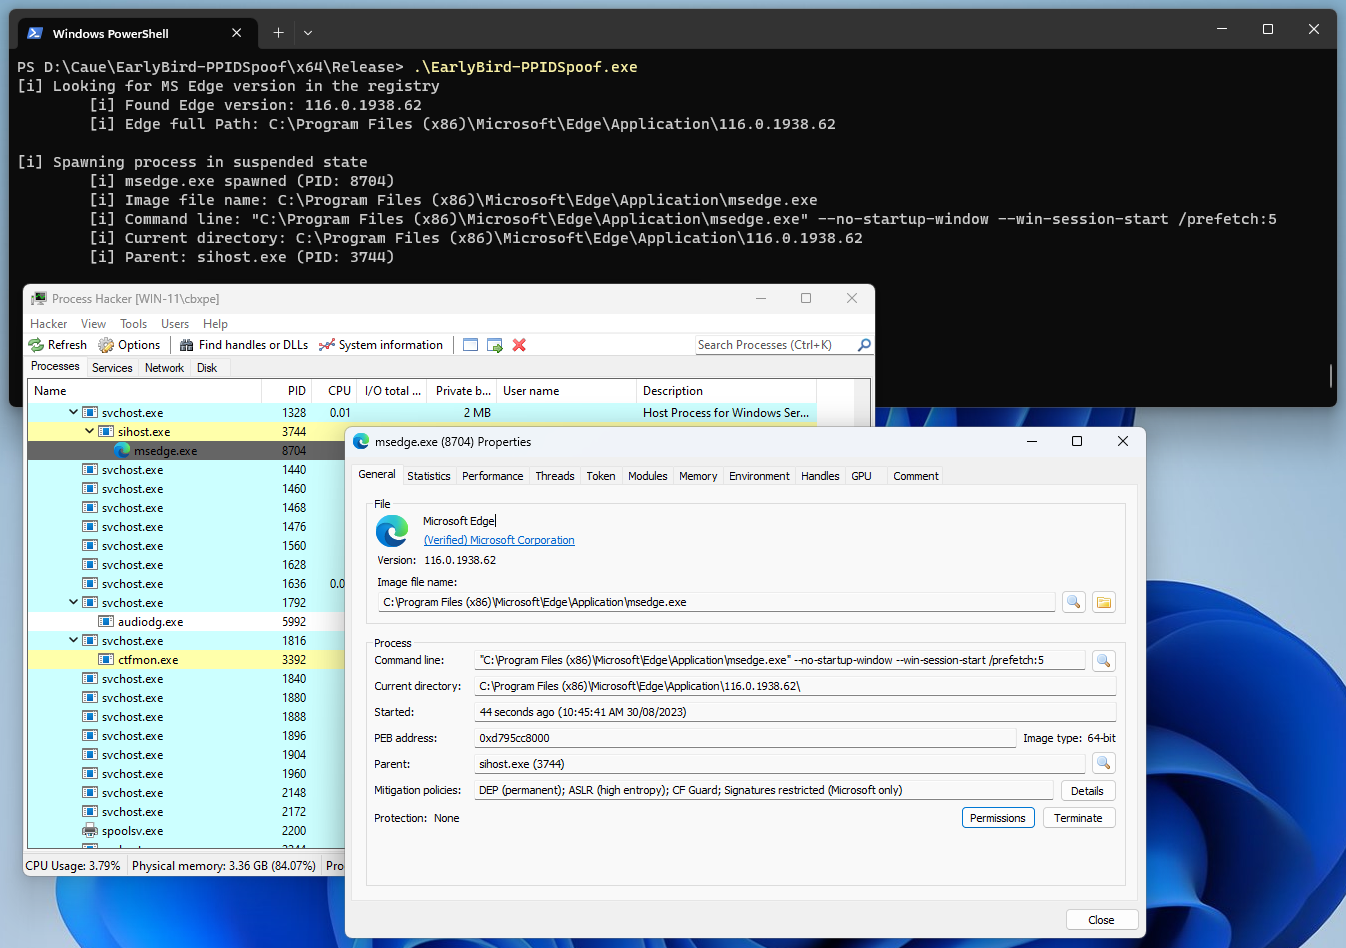 Windows PowerShell
PS D:\Caue\EarlyBird-PPIDSpoof\x64\Release> .\EarlyBird-PPIDSpoof.exe
[i] Looking for MS Edge version in the registry
[i] Found Edge version: 116.0.1938.62
[i] Edge full Path: C:\Program Files (x86)\Microsoft\Edge\Application\116.0.1938.62
[i] Spawning process in suspended state
[i] msedge.exe spawned (PID: 8704)
[i] Image file name: C:\Program Files (x86)\Microsoft\Edge\Application\msedge.exe
[i] Command line: "C:\Program Files (x86)\Microsoft\Edge\Application\msedge.exe" --no-startup-window --win-session-start /prefetch:5
[i] Current directory: C:\Program Files (x86)\Microsoft\Edge\Application\116.0.1938.62
[i] Parent: sihost.exe (PID: 3744)
Process Hacker [WIN-11\cbxpe]
Hacker View Tools Users Help
Refresh Options Find handles or DLLs System information Search Processes (Ctrl+K)
Processes Services Network Disk
Name PID CPU I/O total ... Private b... User name Description
svchost.exe 1328 0.01 2 MB Host Process for Windows Ser...
sihost.exe 3744
msedge.exe 8704
svchost.exe 1440
svchost.exe 1460
svchost.exe 1468
svchost.exe 1476
svchost.exe 1560
svchost.exe 1628
svchost.exe 1636 0.0
svchost.exe 1792
audiodg.exe 5992
svchost.exe 1816
ctfmon.exe 3392
svchost.exe 1840
svchost.exe 1880
svchost.exe 1888
svchost.exe 1896
svchost.exe 1904
svchost.exe 1960
svchost.exe 2148
svchost.exe 2172
spoolsv.exe 2200
CPU Usage: 3.79% Physical memory: 3.36 GB (84.07%) Pro
msedge.exe (8704) Properties
General Statistics Performance Threads Token Modules Memory Environment Handles GPU Comment
File
Microsoft Edge
(Verified) Microsoft Corporation
Version: 116.0.1938.62
Image file name:
C:\Program Files (x86)\Microsoft\Edge\Application\msedge.exe
Process
Command line: "C:\Program Files (x86)\Microsoft\Edge\Application\msedge.exe" --no-startup-window --win-session-start /prefetch:5
Current directory: C:\Program Files (x86)\Microsoft\Edge\Application\116.0.1938.62\
Started: 44 seconds ago (10:45:41 AM 30/08/2023)
PEB address: 0xd795cc8000 Image type: 64-bit
Parent: sihost.exe (3744)
Mitigation policies: DEP (permanent); ASLR (high entropy); CF Guard; Signatures restricted (Microsoft only) Details
Protection: None Permissions Terminate
Close